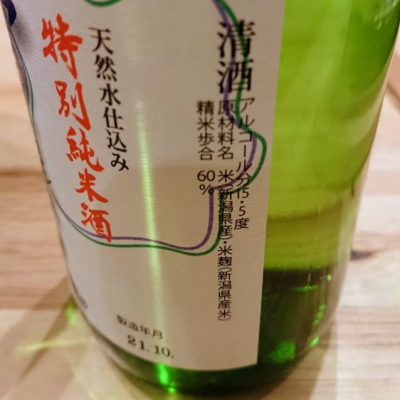 清酒
アルコール分15・5度
原材料名 米(新潟県産)・米麹(新潟県産米)
精米歩合 60%
天然水仕込み
特別純米酒
製造年月
21.10.